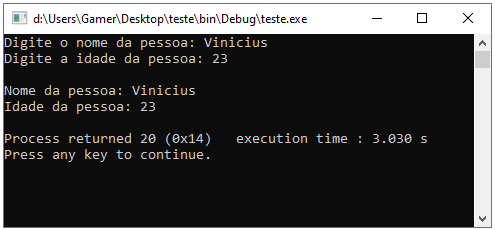 d:\Users\Gamer\Desktop\teste\bin\Debug\teste.exe
Digite o nome da pessoa: Vinicius
Digite a idade da pessoa: 23
Nome da pessoa: Vinicius
Idade da pessoa: 23
Process returned 20 (0x14)   execution time : 3.030 s
Press any key to continue.